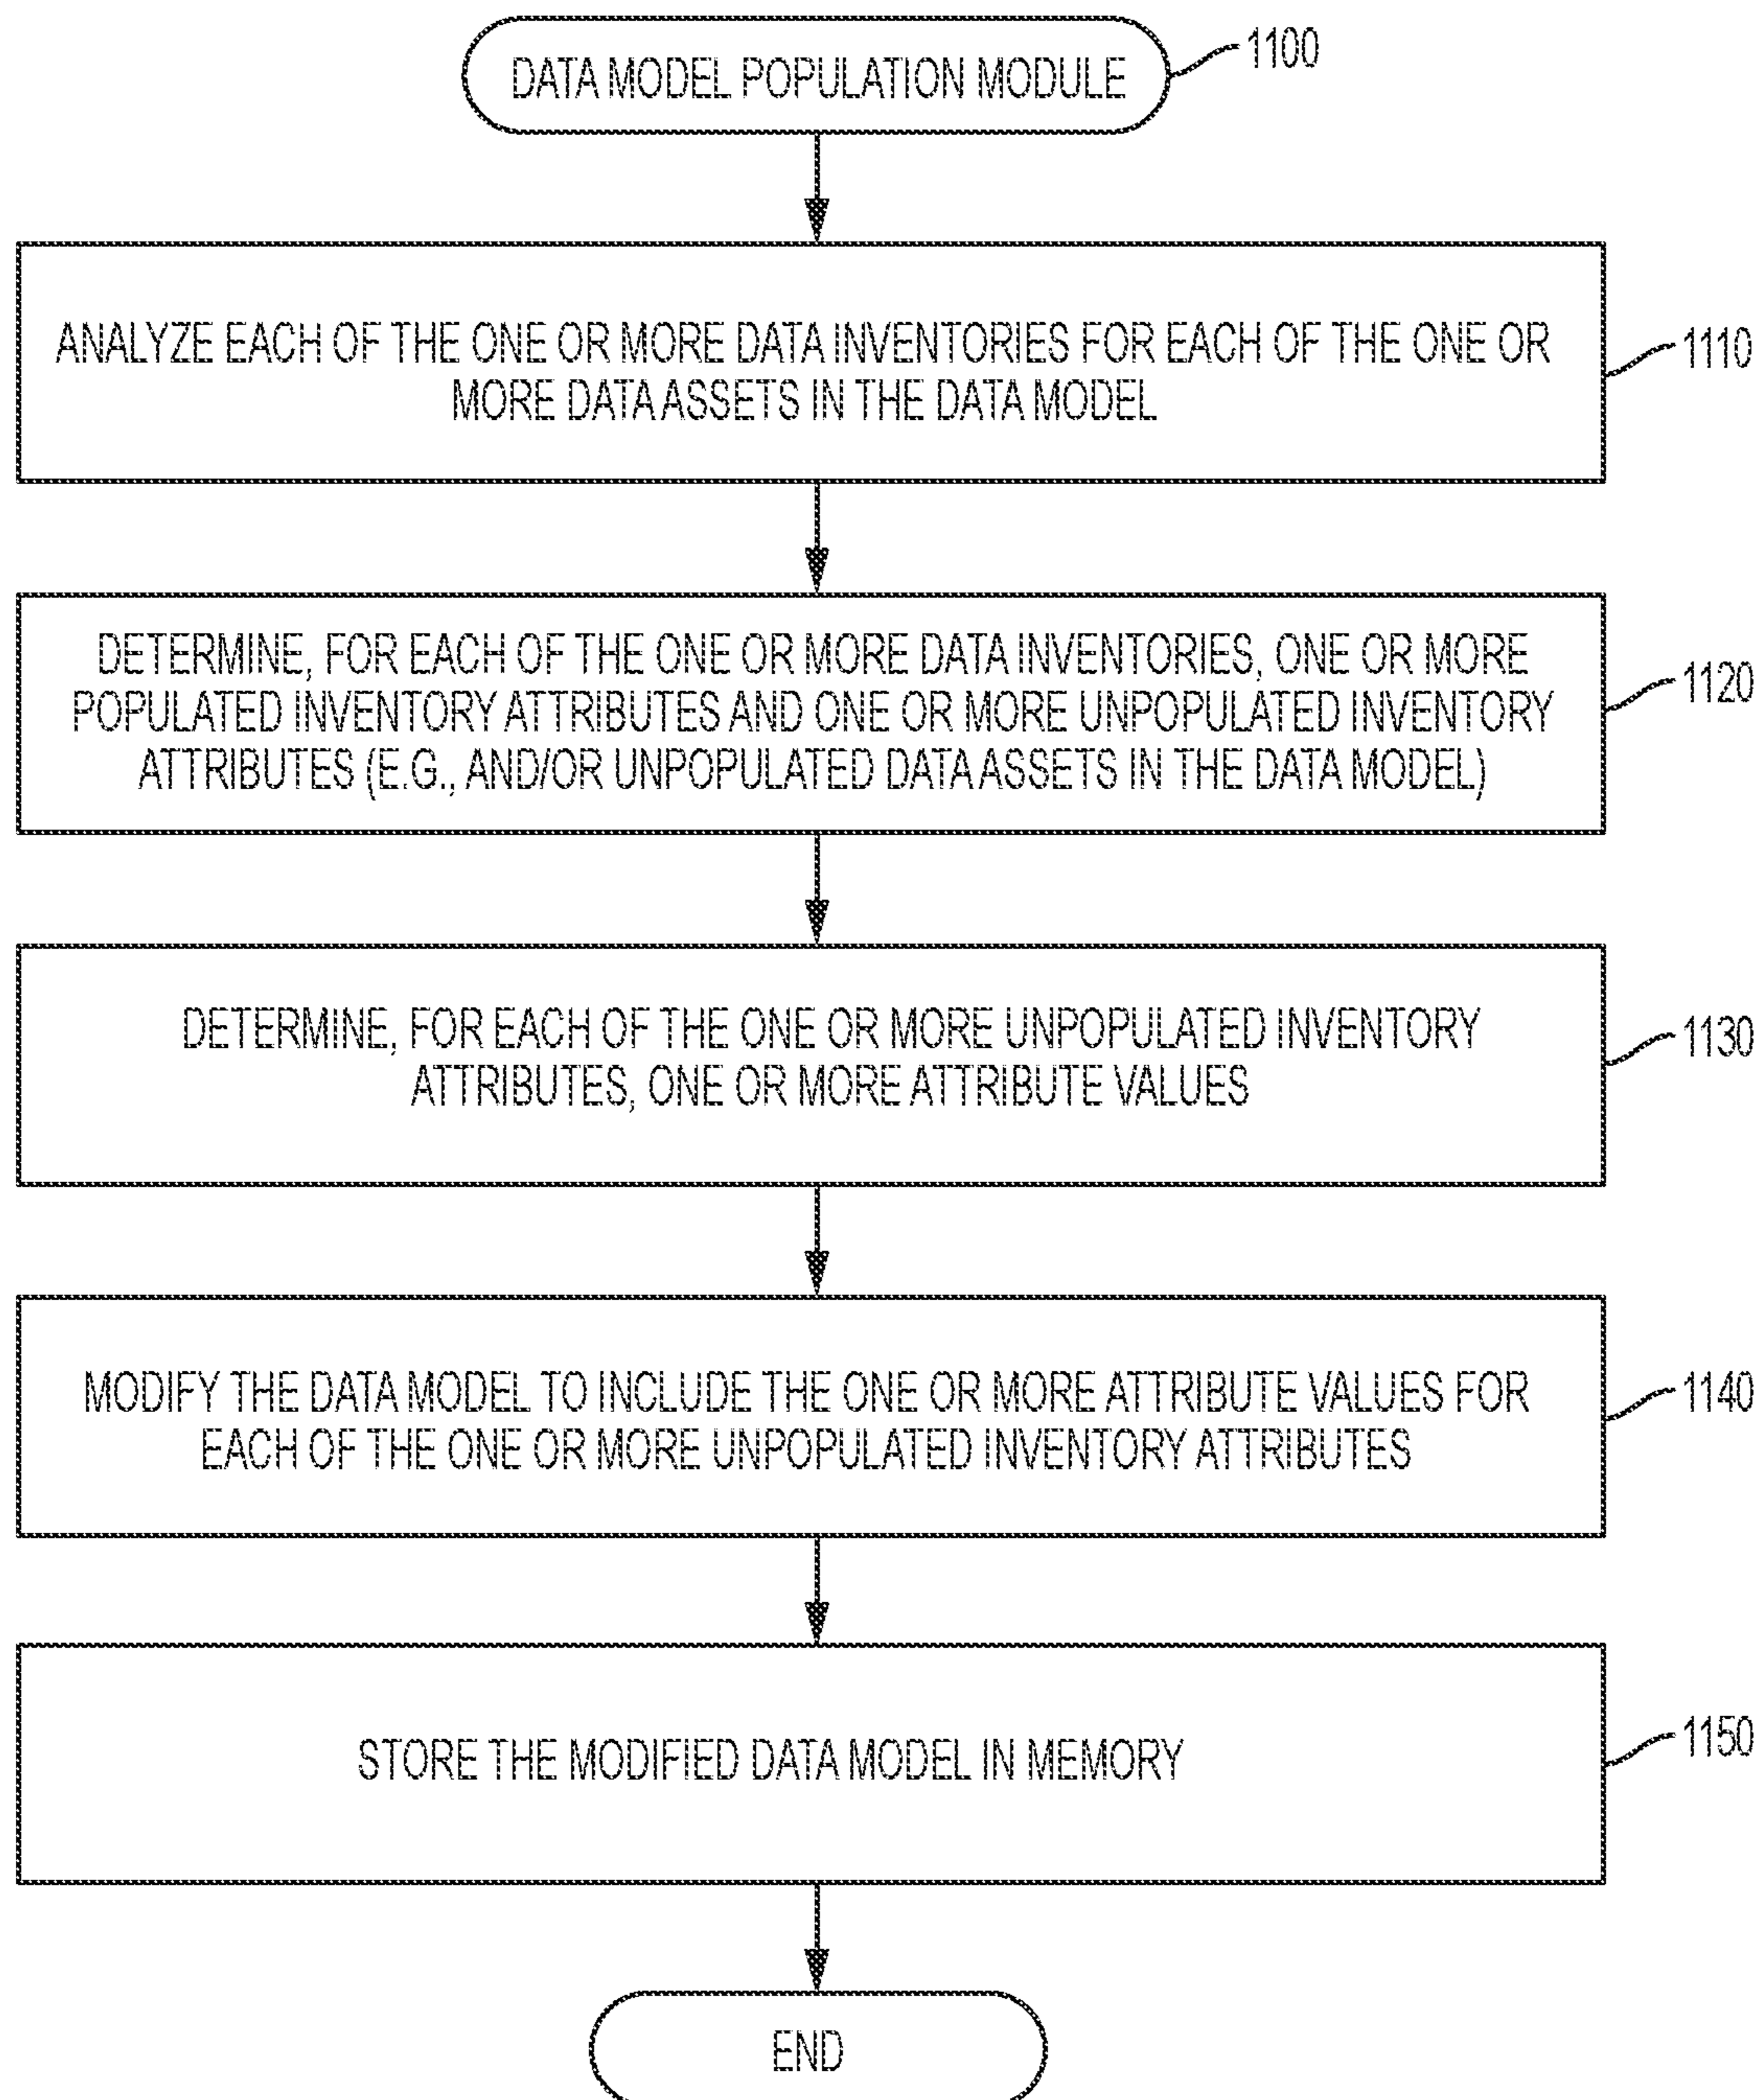 DATA MODEL POPULATION MODULE
1100
ANALYZE EACH OF THE ONE OR MORE DATA INVENTORIES FOR EACH OF THE ONE OR
MORE DATA ASSETS IN THE DATA MODEL
1110
DETERMINE, FOR EACH OF THE ONE OR MORE DATA INVENTORIES, ONE OR MORE
POPULATED INVENTORY ATTRIBUTES AND ONE OR MORE UNPOPULATED INVENTORY
ATTRIBUTES (E.G., AND/OR UNPOPULATED DATA ASSETS IN THE DATA MODEL)
1120
DETERMINE, FOR EACH OF THE ONE OR MORE UNPOPULATED INVENTORY
ATTRIBUTES, ONE OR MORE ATTRIBUTE VALUES
1130
MODIFY THE DATA MODEL TO INCLUDE THE ONE OR MORE ATTRIBUTE VALUES FOR
EACH OF THE ONE OR MORE UNPOPULATED INVENTORY ATTRIBUTES
1140
STORE THE MODIFIED DATA MODEL IN MEMORY
1150
END